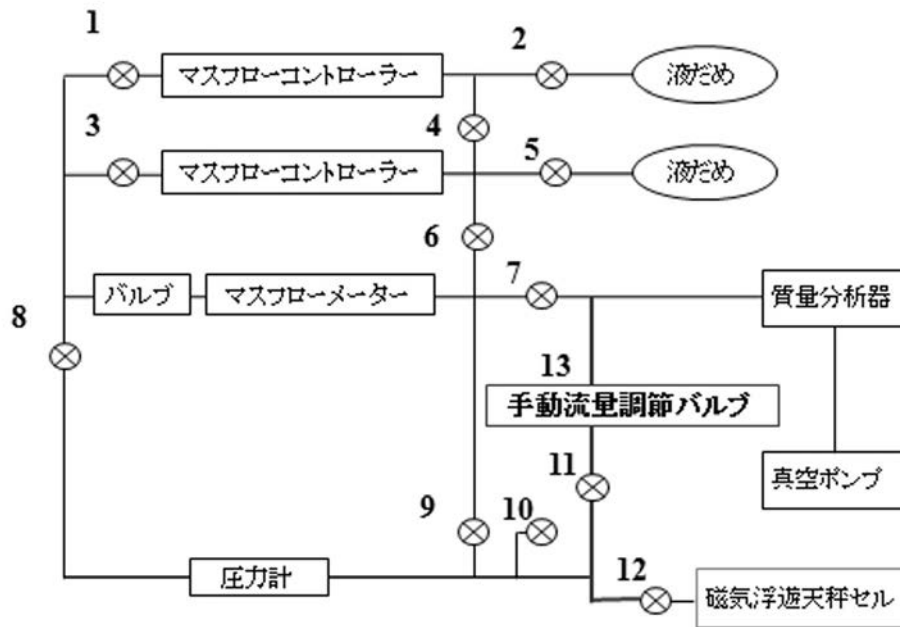 1
2
マスフローコントローラー
液だめ
3
4
5
マスフローコントローラー
液だめ
6
7
バルブ
マスフローメーター
質量分析器
8
13
手動流量調節バルブ
11
真空ポンプ
9
10
圧力計
12
磁気浮遊天秤セル